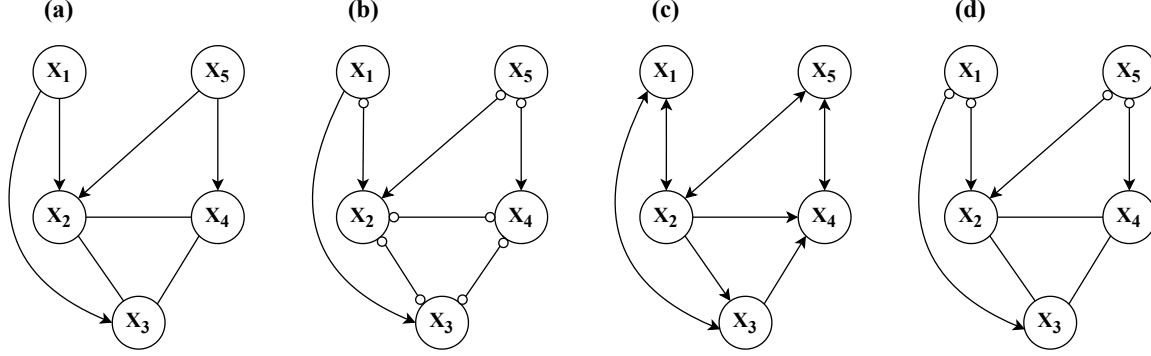 (a) (b) (c) (d)
X1 X5 X1 X5 X1 X5 X1 X5
X2 X4 X2 X4 X2 X4 X2 X4
X3 X3 X3 X3